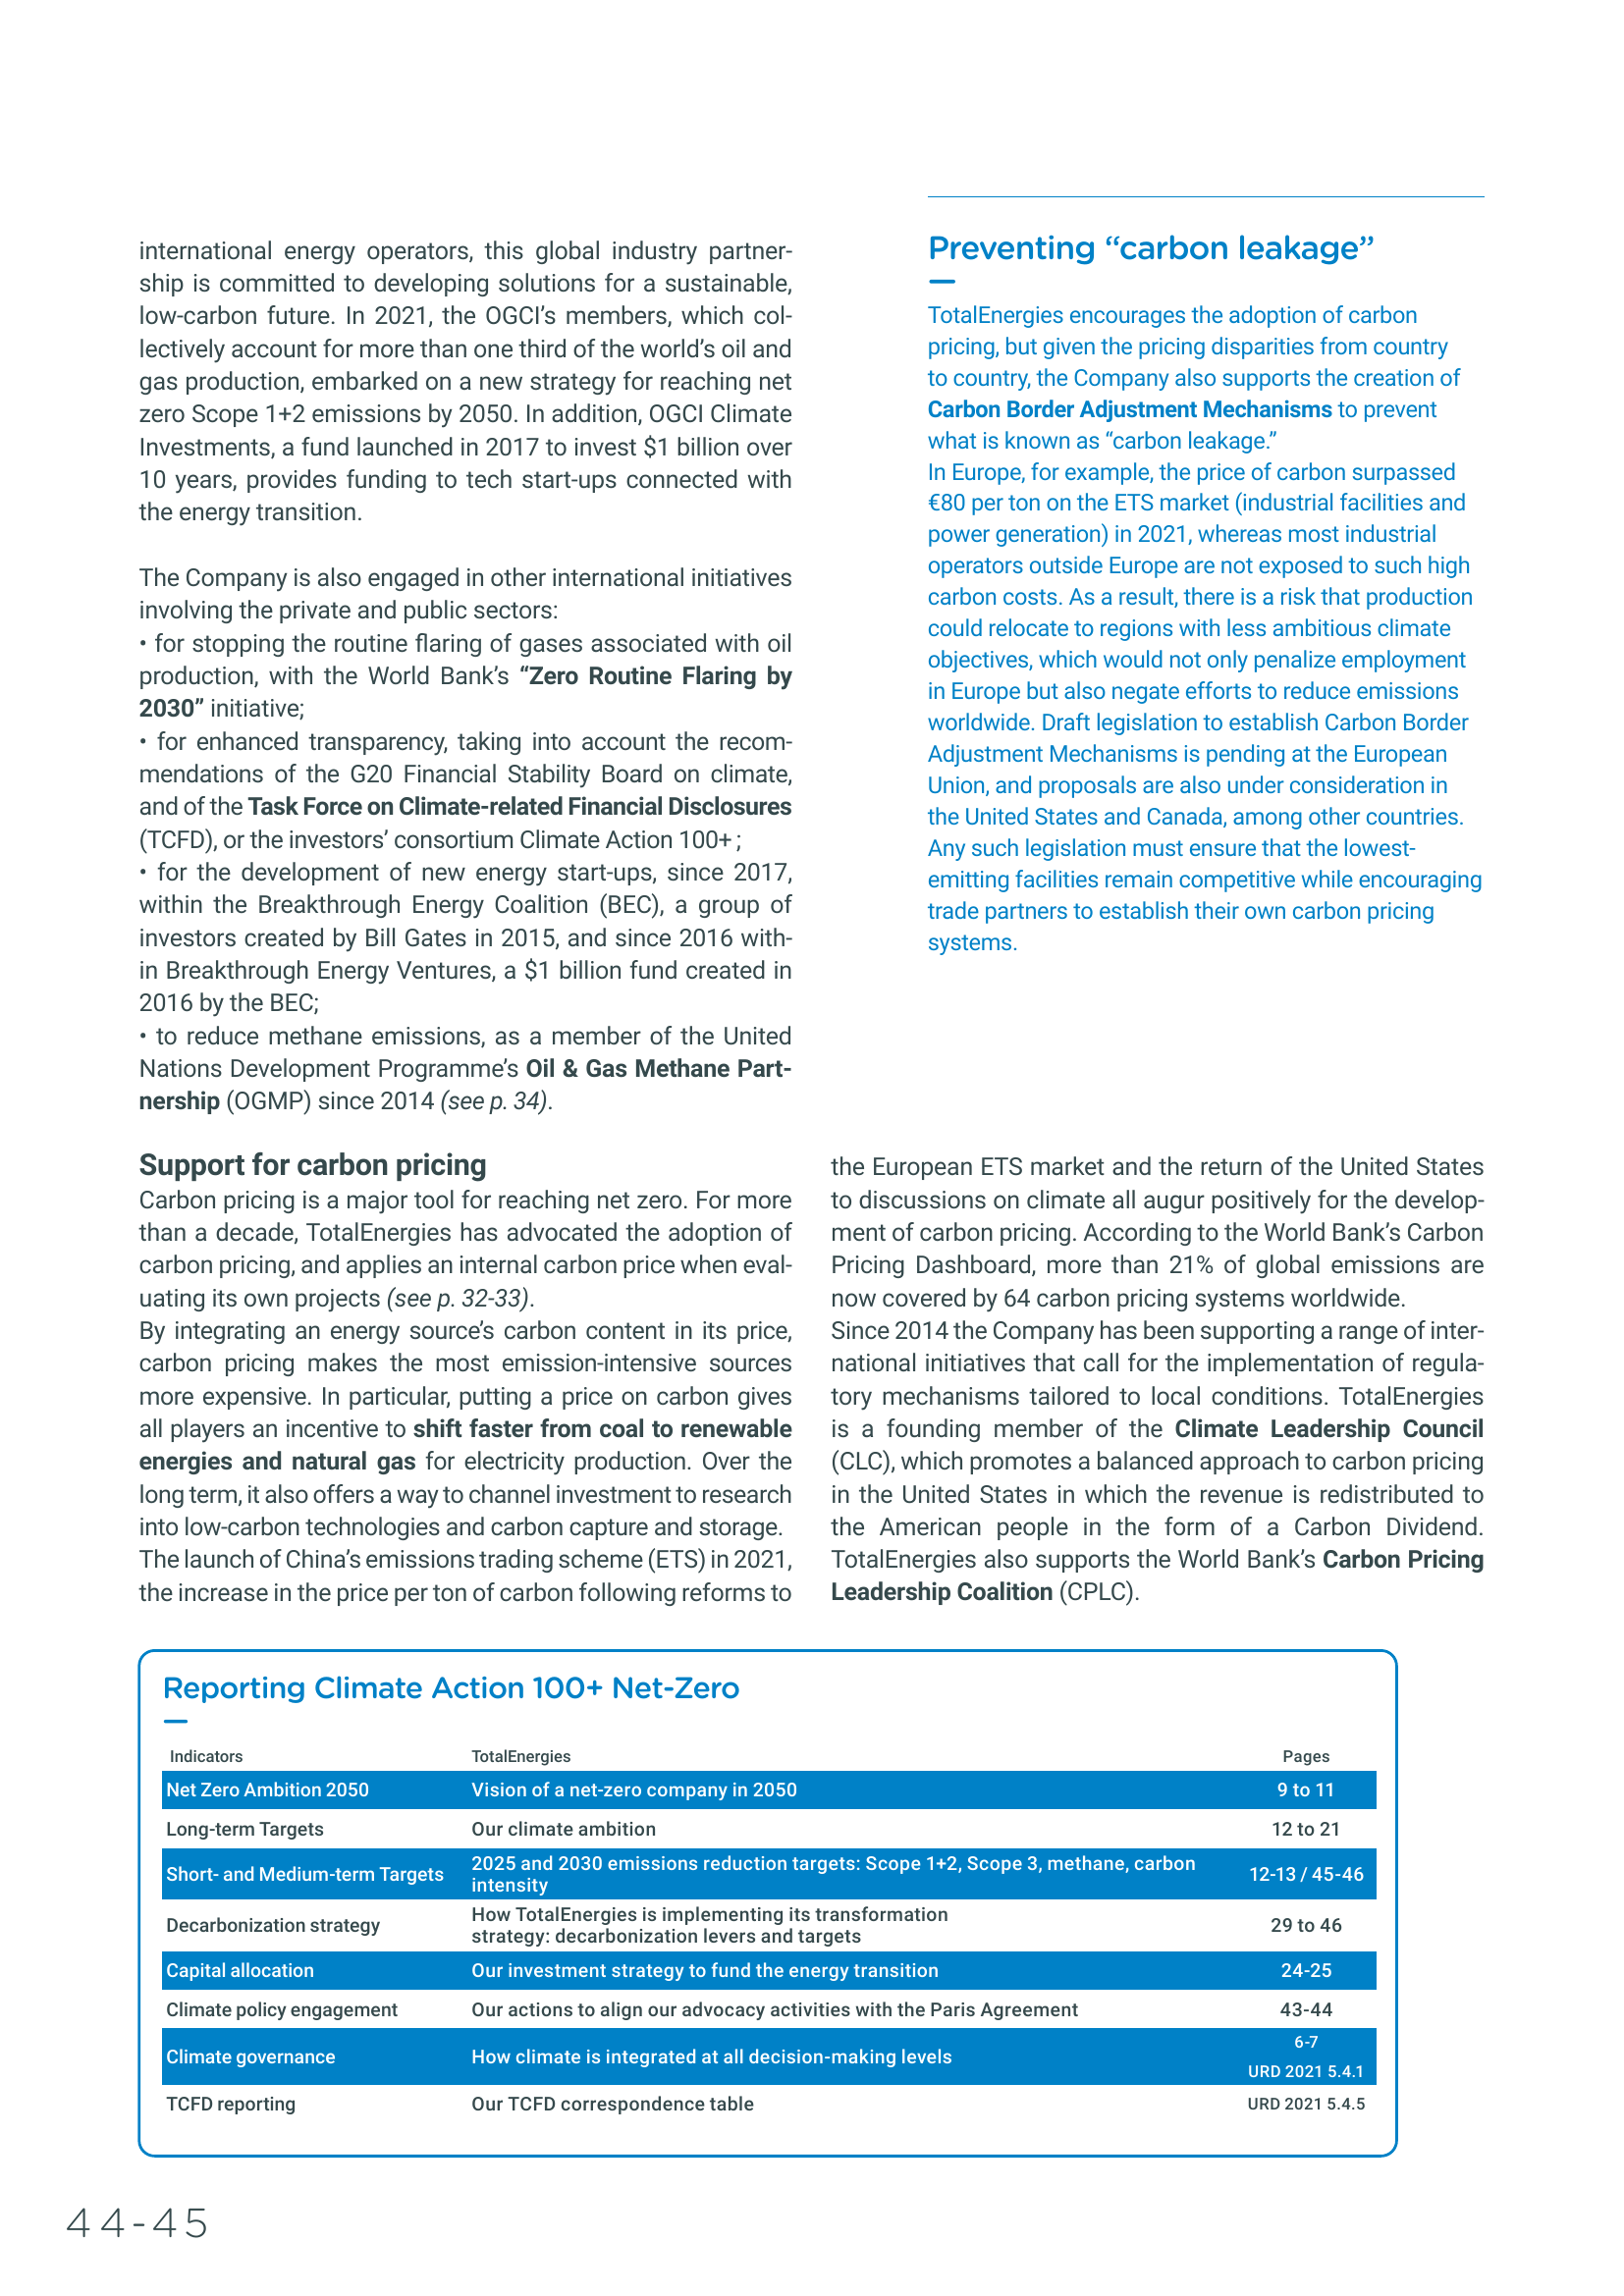 international energy operators, this global industry partner-
ship is committed to developing solutions for a sustainable,
low-carbon future. In 2021, the OGCI’s members, which col-
lectively account for more than one third of the world’s oil and
gas production, embarked on a new strategy for reaching net
zero Scope 1+2 emissions by 2050. In addition, OGCI Climate
Investments, a fund launched in 2017 to invest $1 billion over
10 years, provides funding to tech start-ups connected with
the energy transition.
The Company is also engaged in other international initiatives
involving the private and public sectors:
• for stopping the routine flaring of gases associated with oil
production, with the World Bank’s “Zero Routine Flaring by
2030” initiative;
• for enhanced transparency, taking into account the recom-
mendations of the G20 Financial Stability Board on climate,
and of the Task Force on Climate-related Financial Disclosures
(TCFD), or the investors’ consortium Climate Action 100+ ;
• for the development of new energy start-ups, since 2017,
within the Breakthrough Energy Coalition (BEC), a group of
investors created by Bill Gates in 2015, and since 2016 with-
in Breakthrough Energy Ventures, a $1 billion fund created in
2016 by the BEC;
• to reduce methane emissions, as a member of the United
Nations Development Programme’s Oil & Gas Methane Part-
nership (OGMP) since 2014 (see p. 34).
Preventing “carbon leakage”
TotalEnergies encourages the adoption of carbon
pricing, but given the pricing disparities from country
to country, the Company also supports the creation of
Carbon Border Adjustment Mechanisms to prevent
what is known as “carbon leakage.”
In Europe, for example, the price of carbon surpassed
€80 per ton on the ETS market (industrial facilities and
power generation) in 2021, whereas most industrial
operators outside Europe are not exposed to such high
carbon costs. As a result, there is a risk that production
could relocate to regions with less ambitious climate
objectives, which would not only penalize employment
in Europe but also negate efforts to reduce emissions
worldwide. Draft legislation to establish Carbon Border
Adjustment Mechanisms is pending at the European
Union, and proposals are also under consideration in
the United States and Canada, among other countries.
Any such legislation must ensure that the lowest-
emitting facilities remain competitive while encouraging
trade partners to establish their own carbon pricing
systems.
Support for carbon pricing
Carbon pricing is a major tool for reaching net zero. For more
than a decade, TotalEnergies has advocated the adoption of
carbon pricing, and applies an internal carbon price when eval-
uating its own projects (see p. 32-33).
By integrating an energy source’s carbon content in its price,
carbon pricing makes the most emission-intensive sources
more expensive. In particular, putting a price on carbon gives
all players an incentive to shift faster from coal to renewable
energies and natural gas for electricity production. Over the
long term, it also offers a way to channel investment to research
into low-carbon technologies and carbon capture and storage.
The launch of China’s emissions trading scheme (ETS) in 2021,
the increase in the price per ton of carbon following reforms to
the European ETS market and the return of the United States
to discussions on climate all augur positively for the develop-
ment of carbon pricing. According to the World Bank’s Carbon
Pricing Dashboard, more than 21% of global emissions are
now covered by 64 carbon pricing systems worldwide.
Since 2014 the Company has been supporting a range of inter-
national initiatives that call for the implementation of regula-
tory mechanisms tailored to local conditions. TotalEnergies
is a founding member of the Climate Leadership Council
(CLC), which promotes a balanced approach to carbon pricing
in the United States in which the revenue is redistributed to
the American people in the form of a Carbon Dividend.
TotalEnergies also supports the World Bank’s Carbon Pricing
Leadership Coalition (CPLC).
Reporting Climate Action 100+ Net-Zero
Indicators TotalEnergies Pages
Net Zero Ambition 2050 Vision of a net-zero company in 2050 9 to 11
Long-term Targets Our climate ambition 12 to 21
Short- and Medium-term Targets 2025 and 2030 emissions reduction targets: Scope 1+2, Scope 3, methane, carbon
intensity 12-13 / 45-46
Decarbonization strategy How TotalEnergies is implementing its transformation
strategy: decarbonization levers and targets 29 to 46
Capital allocation Our investment strategy to fund the energy transition 24-25
Climate policy engagement Our actions to align our advocacy activities with the Paris Agreement 43-44
Climate governance How climate is integrated at all decision-making levels 6-7
URD 2021 5.4.1
TCFD reporting Our TCFD correspondence table URD 2021 5.4.5
44-45